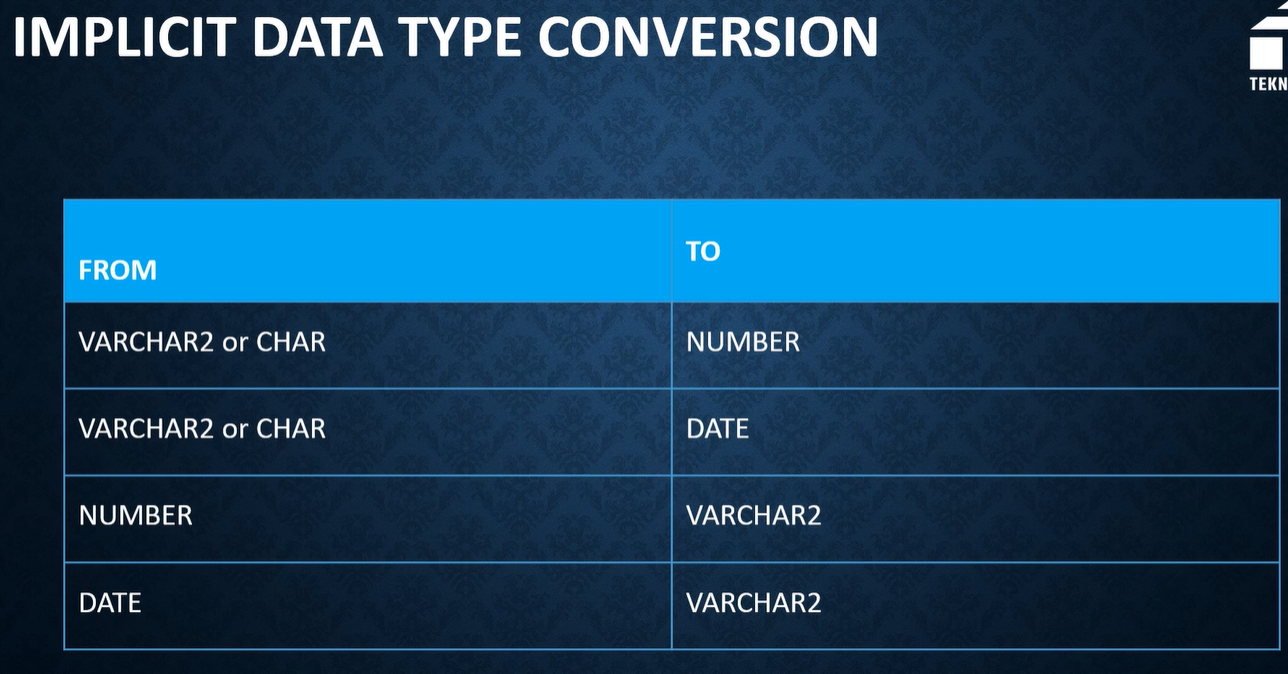 IMPLICIT DATA TYPE CONVERSION
TEKN
FROM
TO
VARCHAR2 or CHAR
NUMBER
VARCHAR2 or CHAR
DATE
NUMBER
VARCHAR2
DATE
VARCHAR2